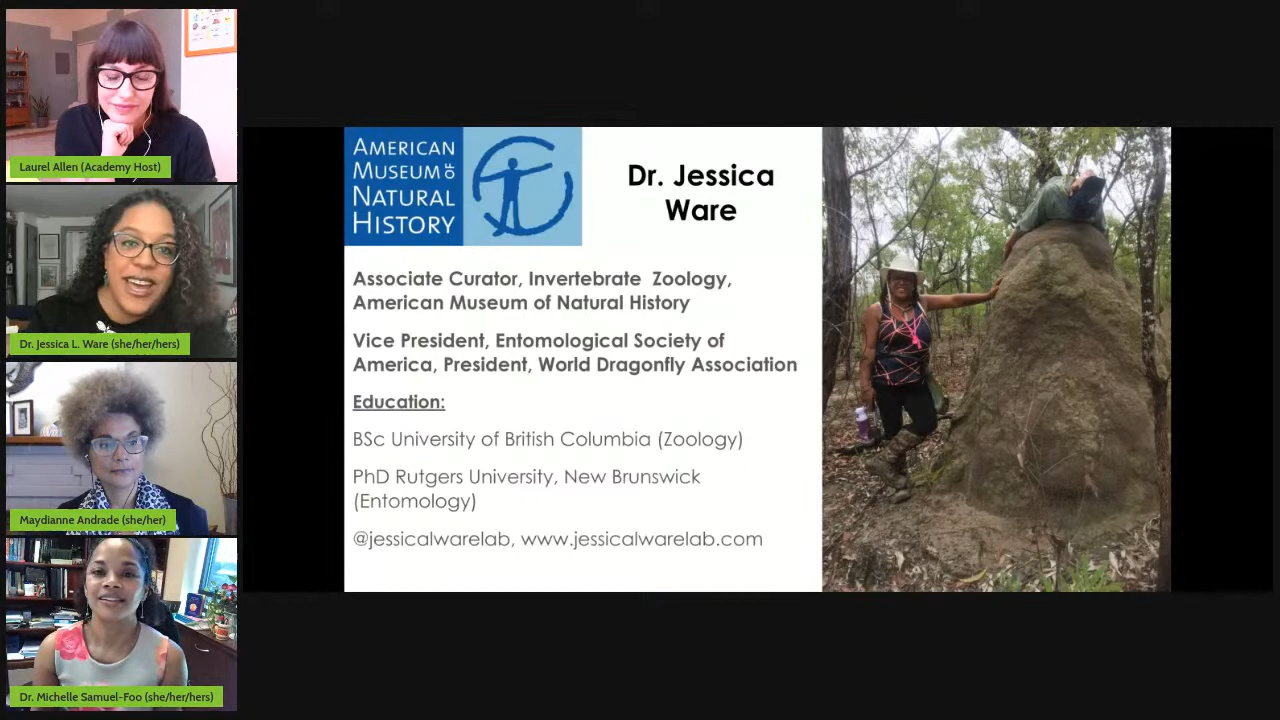 Laurel Allen (Academy Host)
Dr. Jessica L. Ware (she/her/hers)
Maydianne Andrade (she/her)
Dr. Michelle Samuel-Foo (she/her/hers)
AMERICAN
MUSEUM OF
NATURAL
HISTORY
Dr. Jessica
Ware
Associate Curator, Invertebrate Zoology,
American Museum of Natural History
Vice President, Entomological Society of
America, President, World Dragonfly Association
Education:
BSc University of British Columbia (Zoology)
PhD Rutgers University, New Brunswick
(Entomology)
@jessicalwarelab, www.jessicalwarelab.com